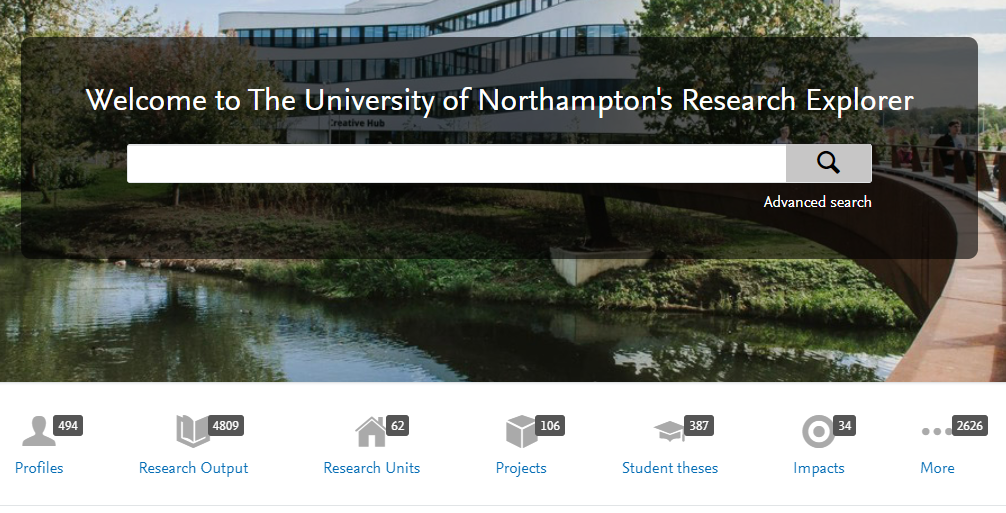 Welcome to The University of Northampton's Research Explorer
Creative Hub
Advanced search
494
4809
62
106
387
34
2626
Profiles
Research Output
Research Units
Projects
Student theses
Impacts
More